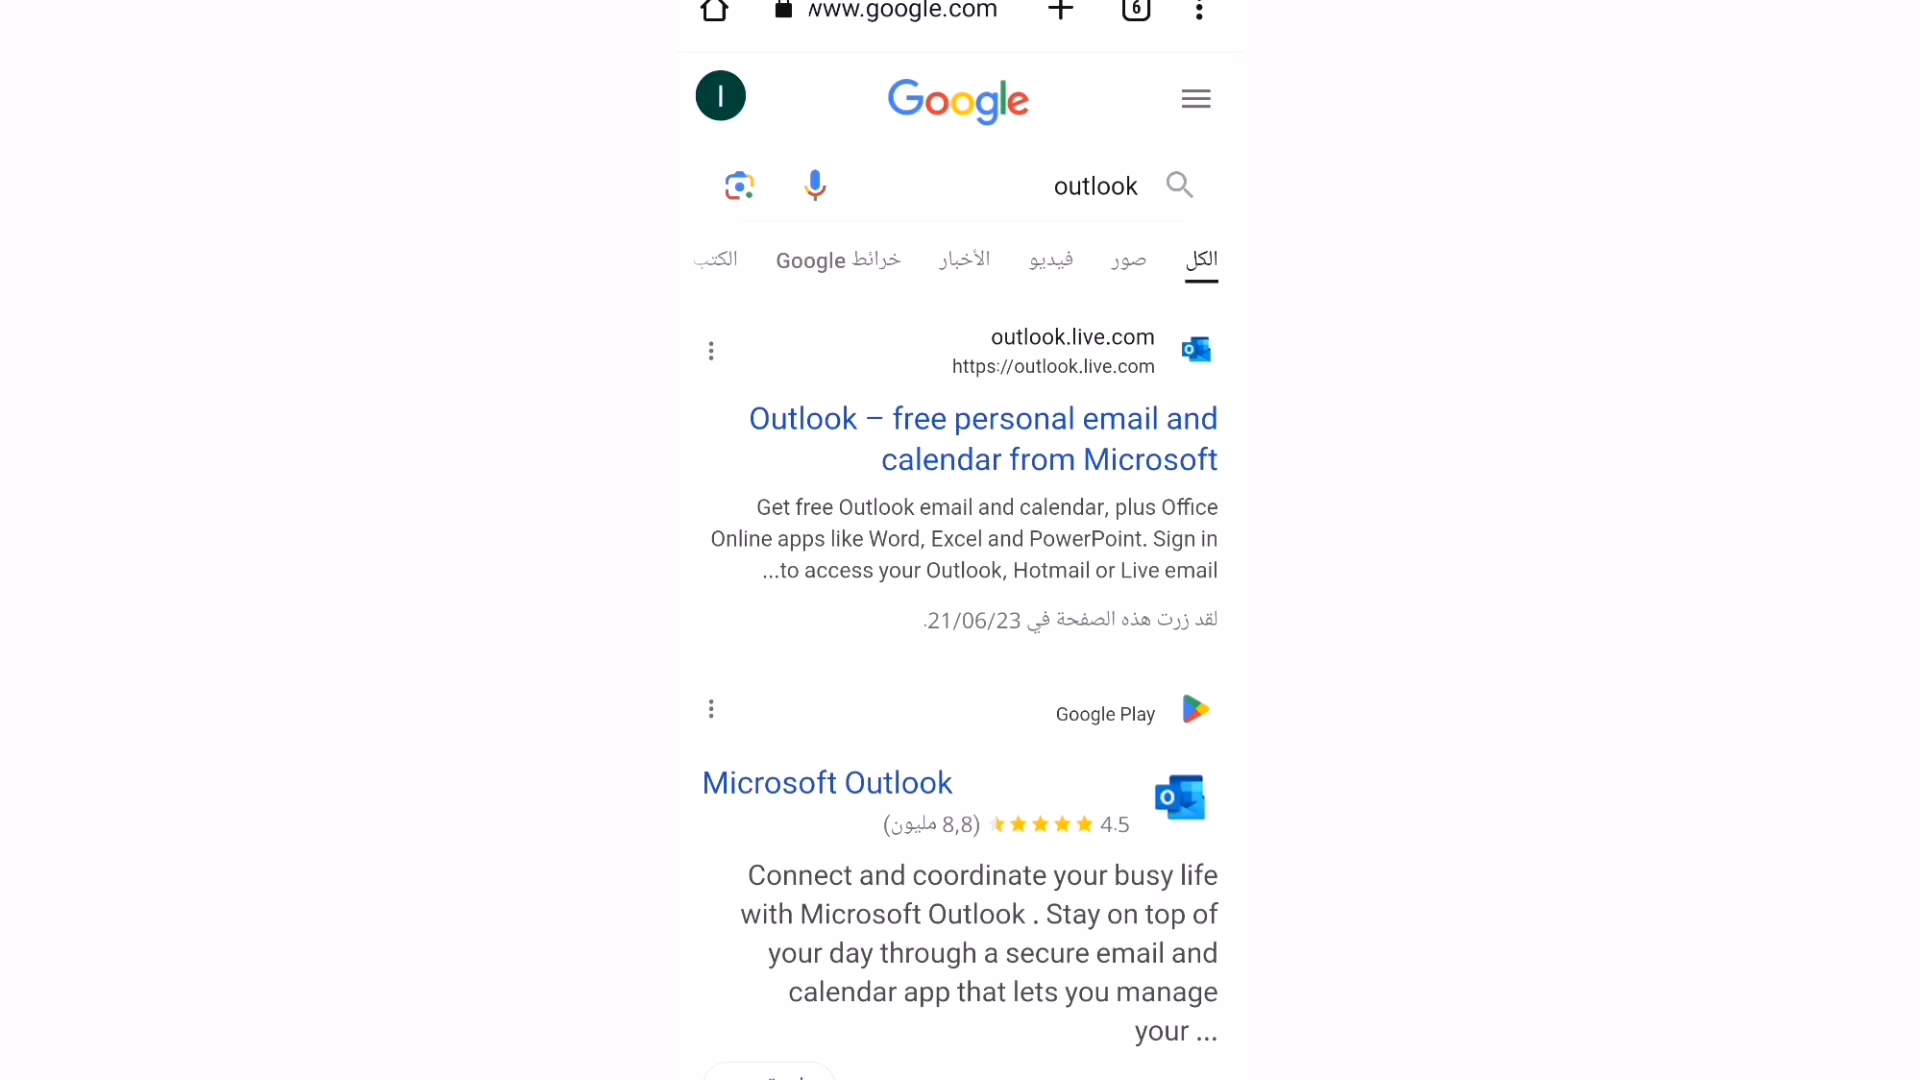 www.google.com
6
I
Google
outlook
الكل
صور
فيديو
الأخبار
خرائط Google
الكتب
outlook.live.com
https://outlook.live.com
Outlook – free personal email and
calendar from Microsoft
Get free Outlook email and calendar, plus Office
Online apps like Word, Excel and PowerPoint. Sign in
to access your Outlook, Hotmail or Live email...
لقد زرت هذه الصفحة في 21/06/23.
Google Play
Microsoft Outlook
4.5 (8,8 مليون)
Connect and coordinate your busy life
with Microsoft Outlook . Stay on top of
your day through a secure email and
calendar app that lets you manage
your ...